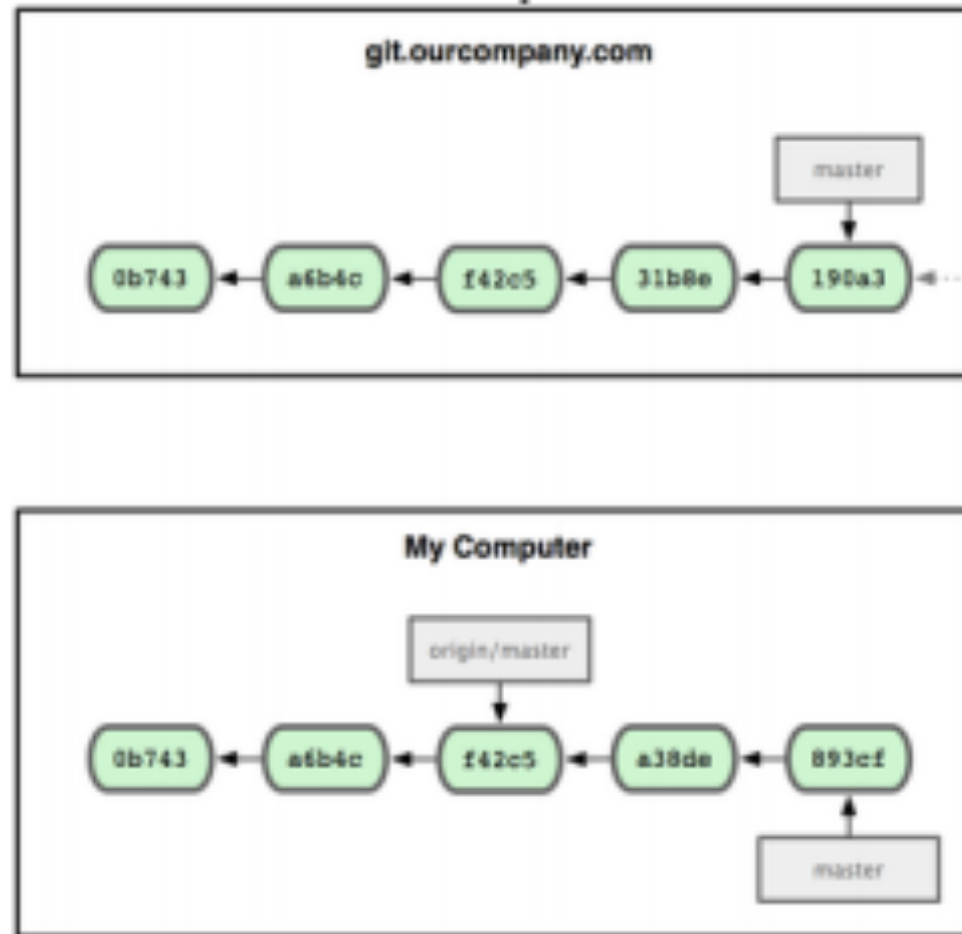 git.ourcompany.com
master
0b743 a6b4c f42c5 31b8e 190a3
My Computer
origin/master
0b743 a6b4c f42c5 a38de 893cf
master